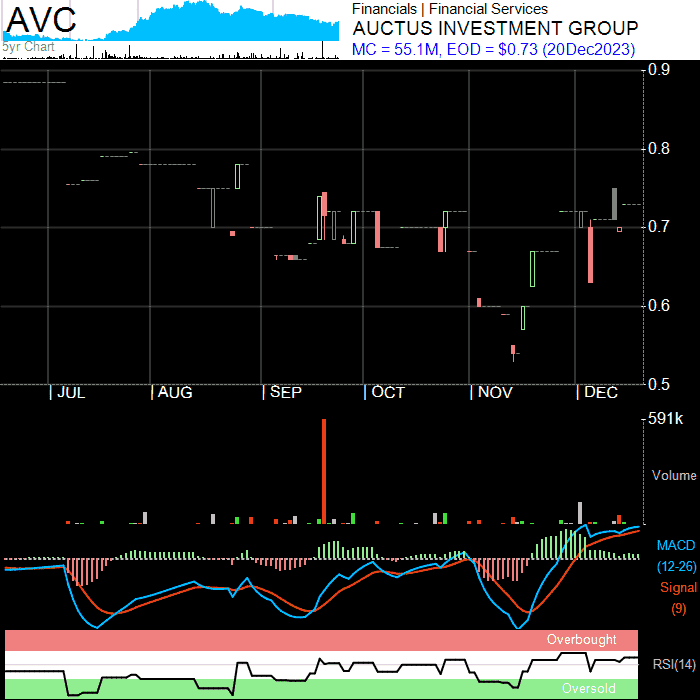 AVC
5yr Chart
Financials | Financial Services
AUCTUS INVESTMENT GROUP
MC = 55.1M, EOD = $0.73 (20Dec2023)
0.9
0.8
0.7
0.6
0.5
| JUL | AUG | SEP | OCT | NOV | DEC
591k
Volume
MACD
(12-26)
Signal
(9)
Overbought
RSI(14)
Oversold